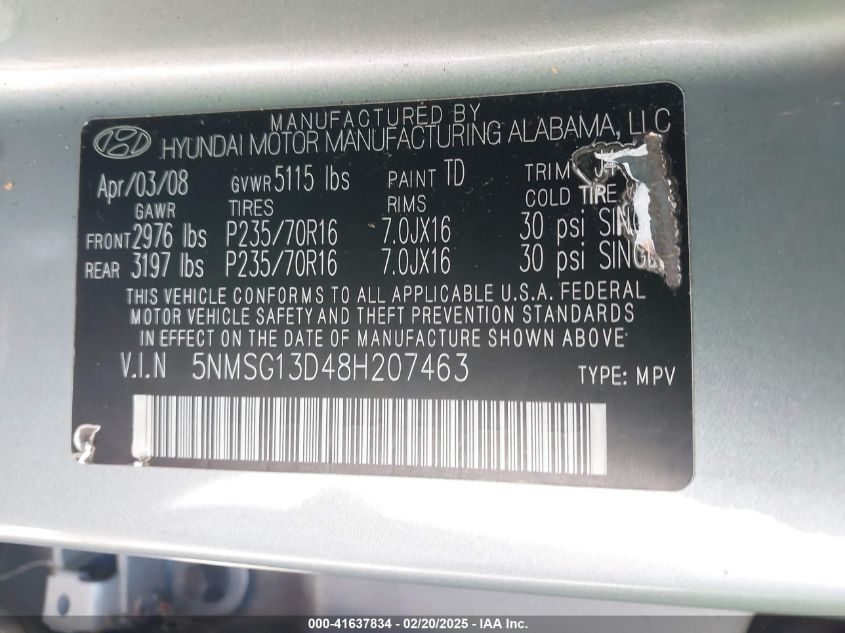 MANUFACTURED BY
HYUNDAI MOTOR MANUFACTURING ALABAMA, LLC
Apr/03/08 GVWR 5115 lbs PAINT TD TRIM J4
GAWR TIRES RIMS COLD TIRE
FRONT 2976 lbs P235/70R16 7.0JX16 30 psi
REAR 3197 lbs P235/70R16 7.0JX16 30 psi
THIS VEHICLE CONFORMS TO ALL APPLICABLE U.S.A. FEDERAL
MOTOR VEHICLE SAFETY AND THEFT PREVENTION STANDARDS
IN EFFECT ON THE DATE OF MANUFACTURE SHOWN ABOVE.
V.I.N 5NMSG13D48H207463 TYPE: MPV
000-41637834 - 02/20/2025 - IAA Inc.